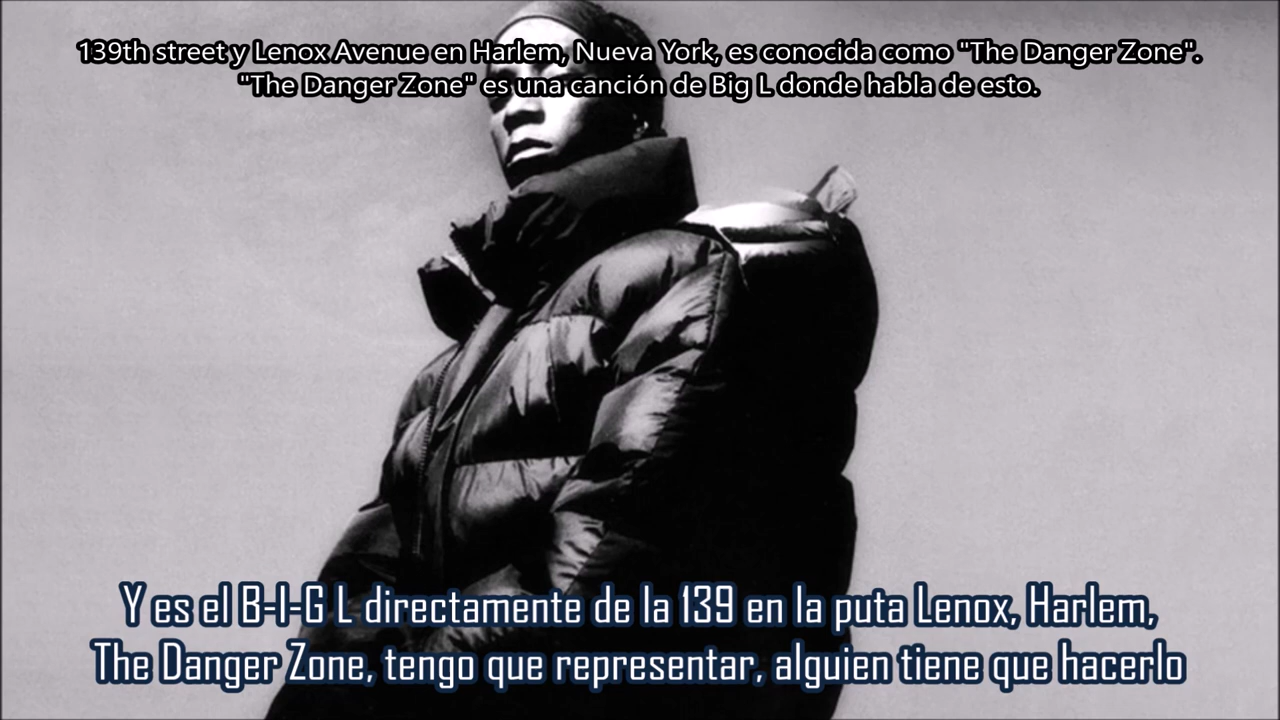 139th street y Lenox Avenue en Harlem, Nueva York, es conocida como "The Danger Zone".
"The Danger Zone" es una canción de Big L donde habla de esto.
Y es el B-I-G L directamente de la 139 en la puta Lenox, Harlem,
The Danger Zone, tengo que representar, alguien tiene que hacerlo